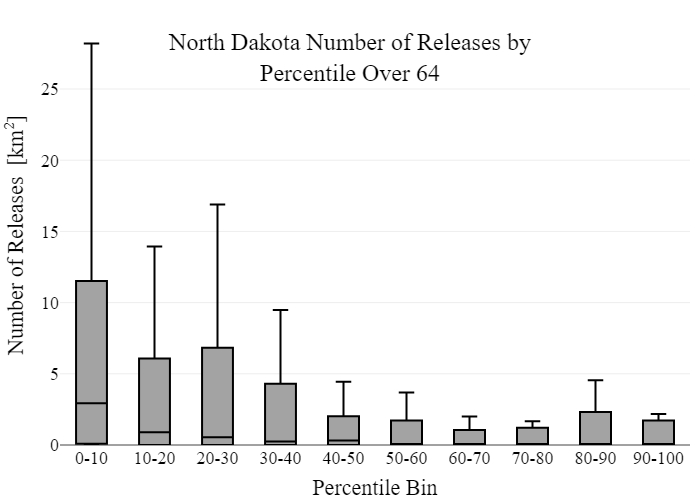 North Dakota Number of Releases by
Percentile Over 64
Number of Releases [km²]
25
20
15
10
5
0
0-10 10-20 20-30 30-40 40-50 50-60 60-70 70-80 80-90 90-100
Percentile Bin